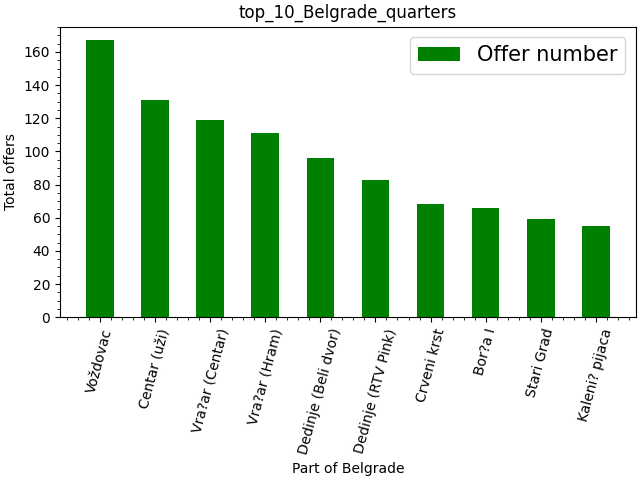 top_10_Belgrade_quarters
Offer number
Total offers
160
140
120
100
80
60
40
20
0
Voždovac
Centar (uži)
Vra?ar (Centar)
Vra?ar (Hram)
Dedinje (Beli dvor)
Dedinje (RTV Pink)
Crveni krst
Bor?a I
Stari Grad
Kaleni? pijaca
Part of Belgrade